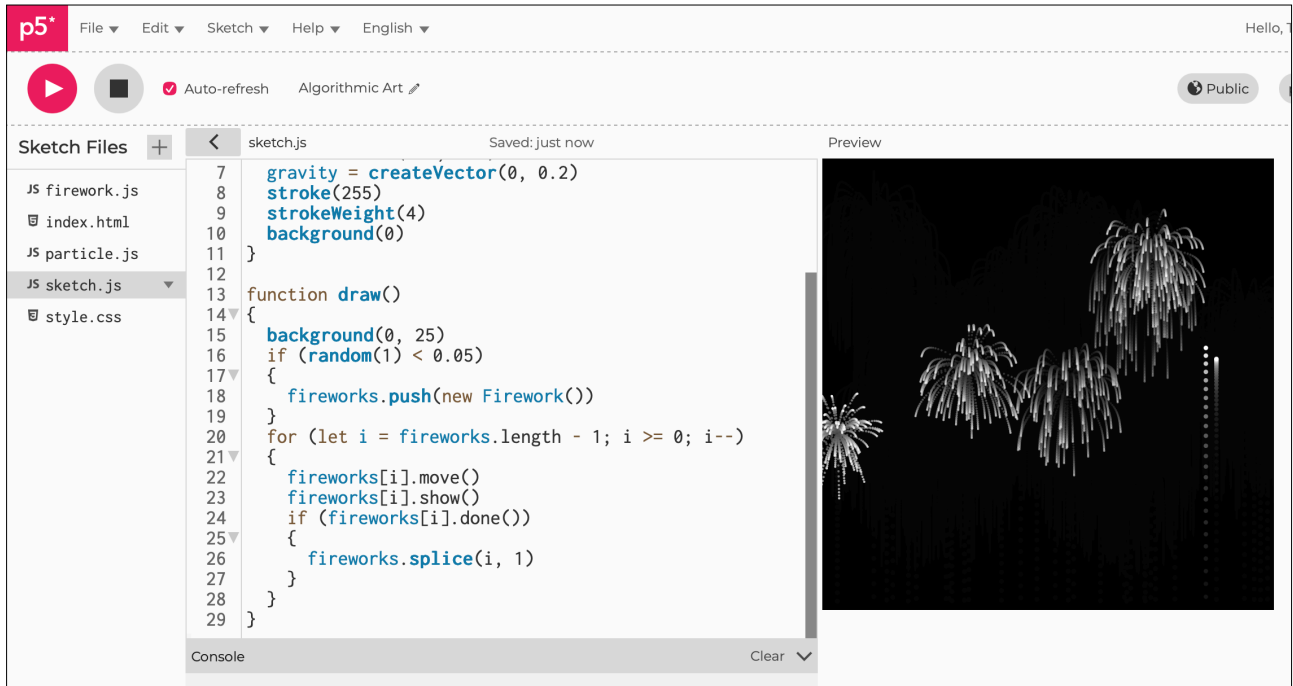 p5* File Edit Sketch Help English Hello,
Auto-refresh Algorithmic Art Public
Sketch Files + sketch.js Saved: just now Preview
JS firework.js
index.html
JS particle.js
JS sketch.js
style.css
7 gravity = createVector(0, 0.2)
8 stroke(255)
9 strokeWeight(4)
10 background(0)
11 }
12
13 function draw()
14 {
15 background(0, 25)
16 if (random(1) < 0.05)
17 {
18 fireworks.push(new Firework())
19 }
20 for (let i = fireworks.length - 1; i >= 0; i--)
21 {
22 fireworks[i].move()
23 fireworks[i].show()
24 if (fireworks[i].done())
25 {
26 fireworks.splice(i, 1)
27 }
28 }
29 }
Console Clear